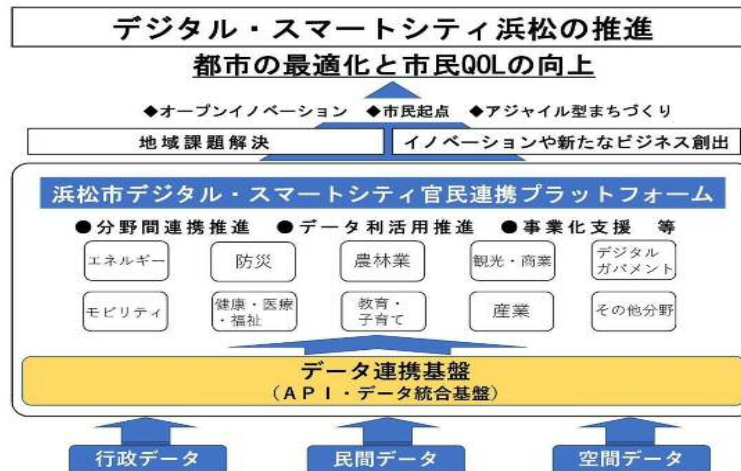 デジタル・スマートシティ浜松の推進
都市の最適化と市民QOLの向上
◆オープンイノベーション ◆市民起点 ◆アジャイル型まちづくり
地域課題解決
イノベーションや新たなビジネス創出
浜松市デジタル・スマートシティ官民連携プラットフォーム
●分野間連携推進 ●データ利活用推進 ●事業化支援 等
エネルギー
防災
農林業
観光・商業
デジタル
ガバメント
モビリティ
健康・医療
・福祉
教育・
子育て
産業
その他分野
データ連携基盤
(API・データ統合基盤)
行政データ
民間データ
空間データ